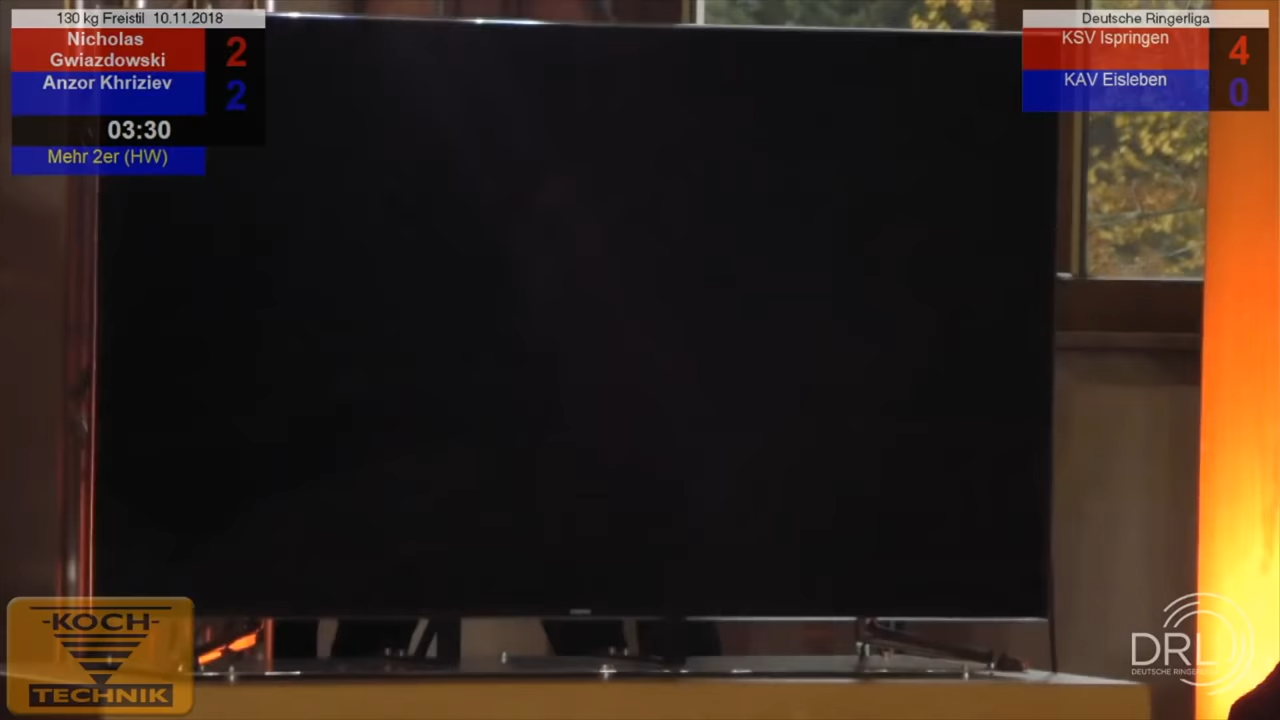 130 kg Freistil 10.11.2018
Nicholas
Gwiazdowski
2
Anzor Khriziev
2
03:30
Mehr 2er (HW)
Deutsche Ringerliga
KSV Ispringen
4
KAV Eisleben
0
-KOCH-
TECHNIK
DRL
DEUTSCHE